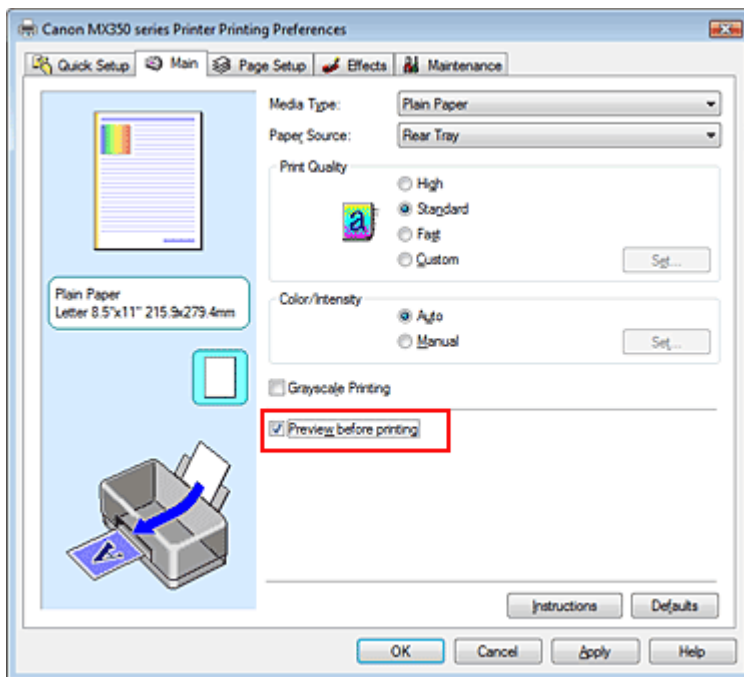 Canon MX350 series Printer Printing Preferences
Quick Setup Main Page Setup Effects Maintenance
Media Type: Plain Paper
Paper Source: Rear Tray
Print Quality
High
a Standard
Fast
Custom Set...
Plain Paper
Letter 8.5"x11" 215.9x279.4mm
Color/Intensity
Auto
Manual Set...
Grayscale Printing
Preview before printing
A
Instructions Defaults
OK Cancel Apply Help